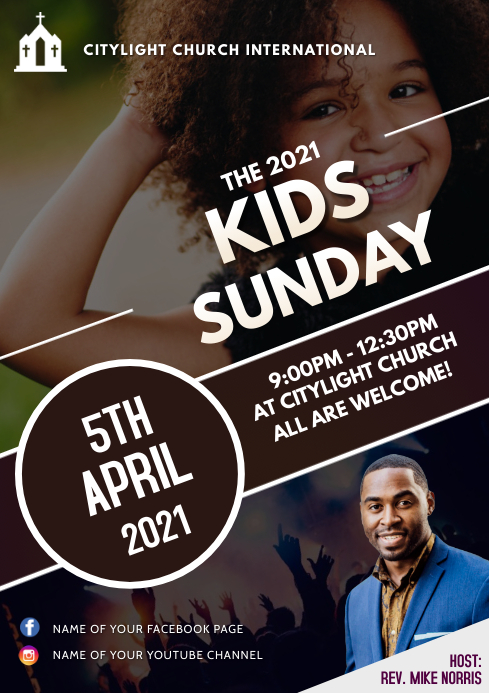 CITYLIGHT CHURCH INTERNATIONAL
THE 2021
KIDS
SUNDAY
9:00PM - 12:30PM
AT CITYLIGHT CHURCH
ALL ARE WELCOME!
5TH
APRIL
2021
NAME OF YOUR FACEBOOK PAGE
NAME OF YOUR YOUTUBE CHANNEL
HOST:
REV. MIKE NORRIS